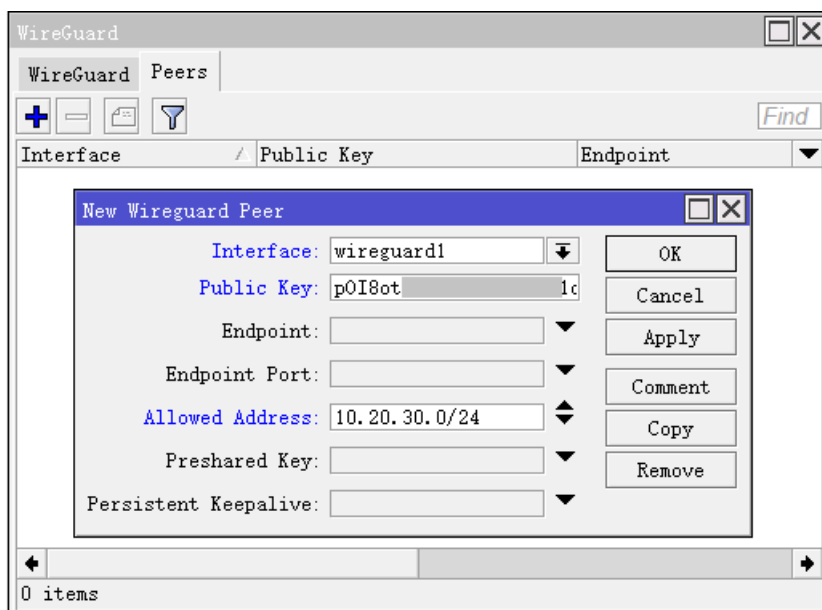 WireGuard
WireGuard Peers
Find
Interface Public Key Endpoint
New Wireguard Peer
Interface: wireguard1 OK
Public Key: pOI8ot 1c Cancel
Endpoint:
Apply
Endpoint Port:
Comment
Allowed Address: 10.20.30.0/24
Copy
Preshared Key:
Remove
Persistent Keepalive:
0 items